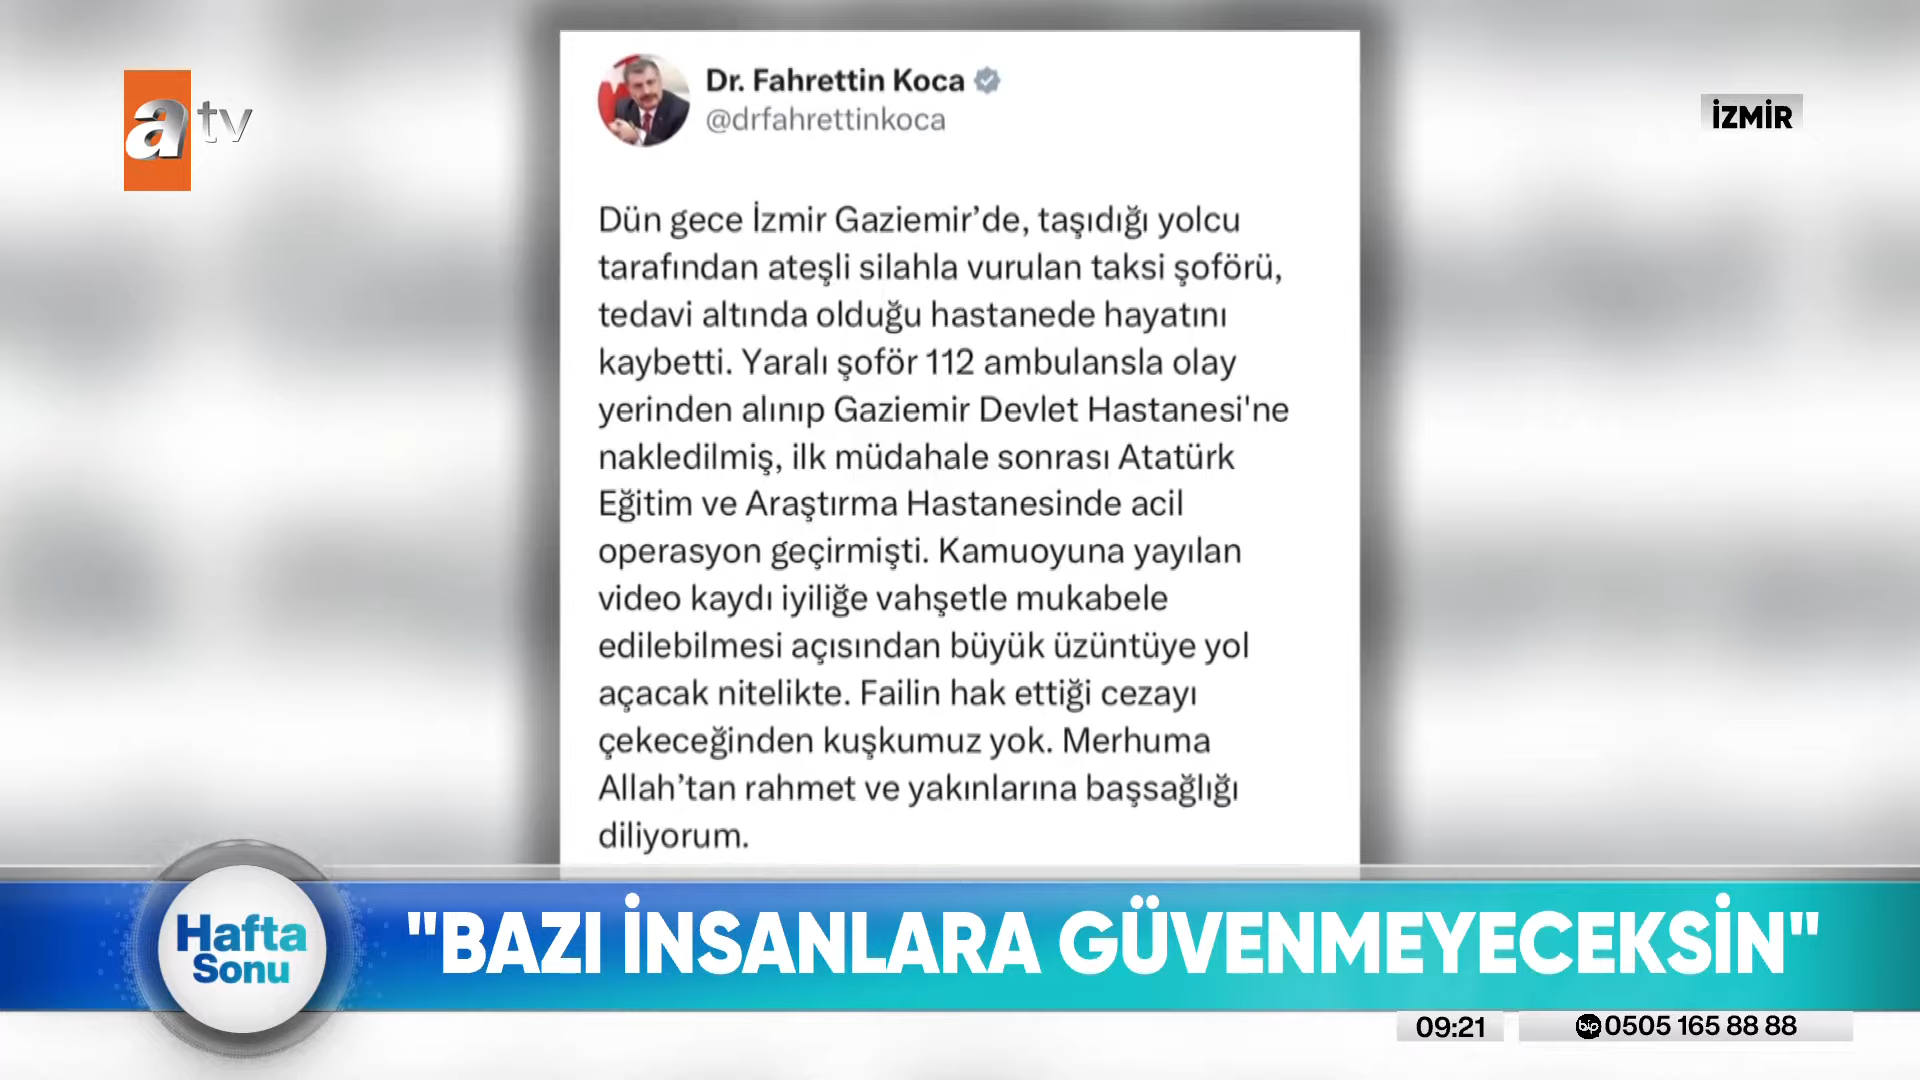 a tv
İZMİR
Dr. Fahrettin Koca
@drfahrettinkoca
Dün gece İzmir Gaziemir’de, taşıdığı yolcu
tarafından ateşli silahla vurulan taksi şoförü,
tedavi altında olduğu hastanede hayatını
kaybetti. Yaralı şoför 112 ambulansla olay
yerinden alınıp Gaziemir Devlet Hastanesi'ne
nakledilmiş, ilk müdahale sonrası Atatürk
Eğitim ve Araştırma Hastanesinde acil
operasyon geçirmişti. Kamuoyuna yayılan
video kaydı iyiliğe vahşetle mukabele
edilebilmesi açısından büyük üzüntüye yol
açacak nitelikte. Failin hak ettiği cezayı
çekeceğinden kuşkumuz yok. Merhuma
Allah’tan rahmet ve yakınlarına başsağlığı
diliyorum.
Hafta
Sonu
"BAZI İNSANLARA GÜVENMEYECEKSİN"
09:21
bip 0505 165 88 88